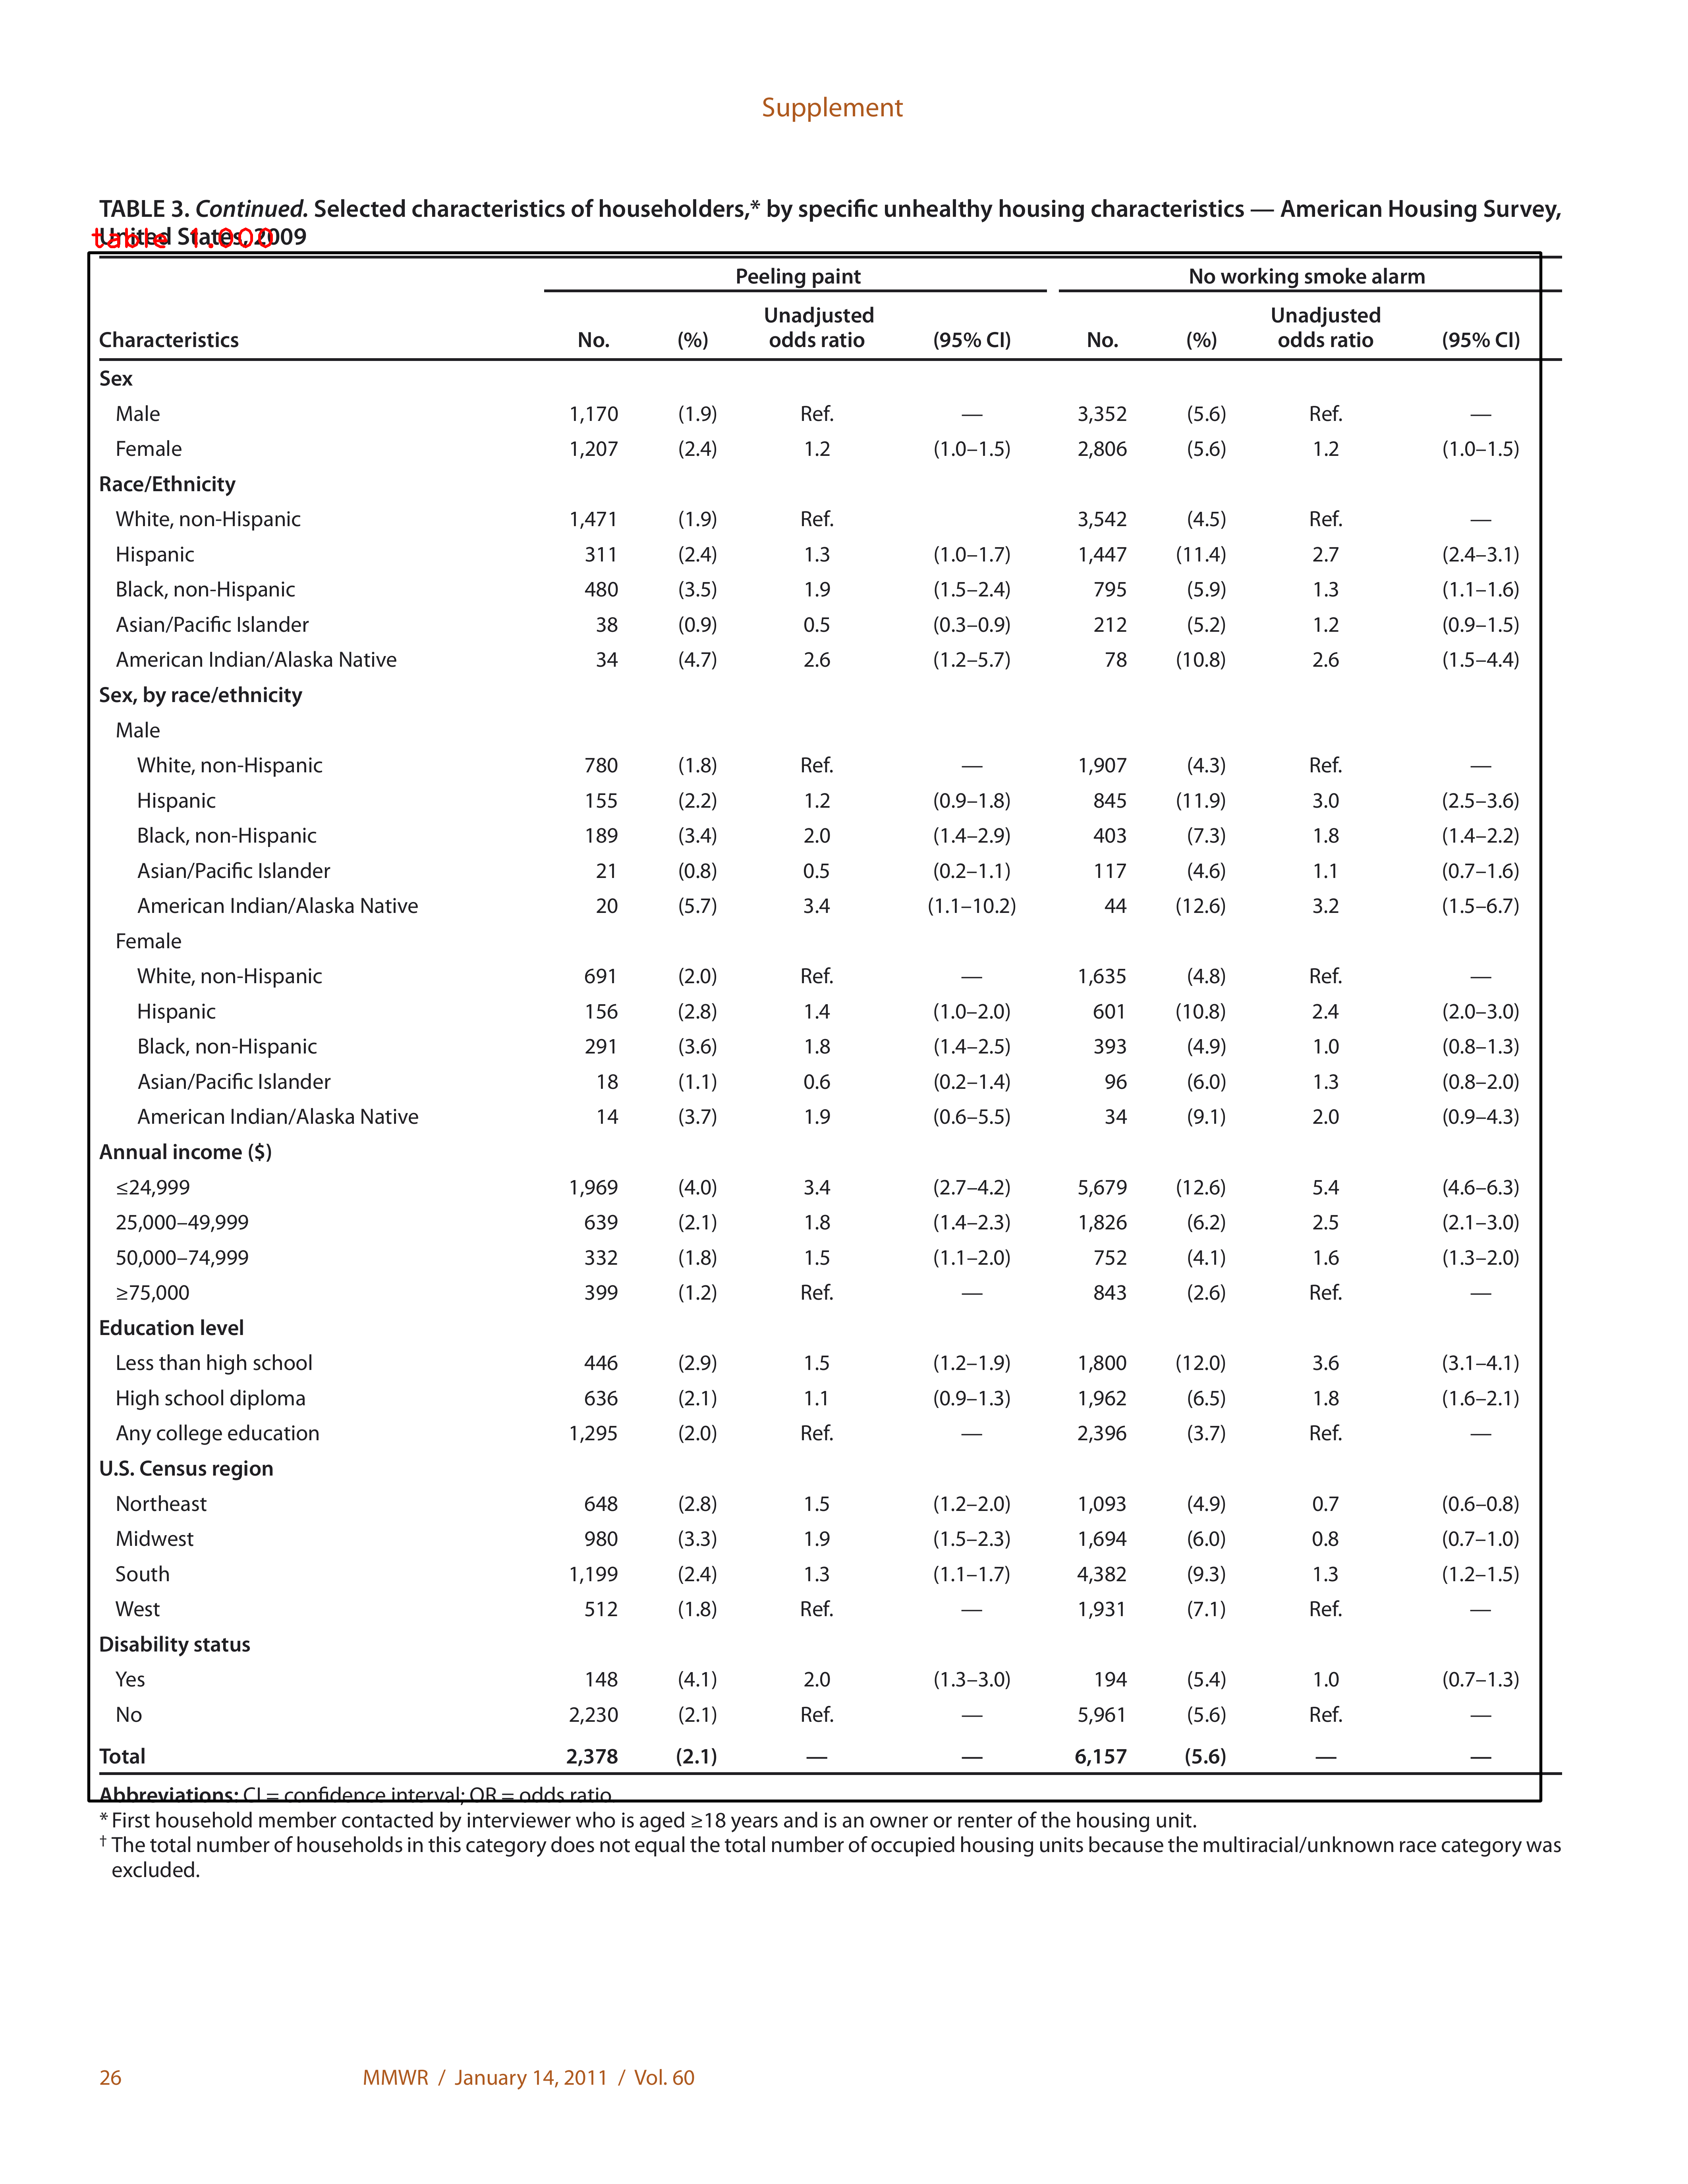 Supplement
TABLE 3. Continued. Selected characteristics of householders,* by specific unhealthy housing characteristics — American Housing Survey,
United States, 2009
table 1.000
Peeling paint No working smoke alarm
Unadjusted Unadjusted
Characteristics No. (%) odds ratio (95% CI) No. (%) odds ratio (95% CI)
Sex
Male 1,170 (1.9) Ref. — 3,352 (5.6) Ref. —
Female 1,207 (2.4) 1.2 (1.0–1.5) 2,806 (5.6) 1.2 (1.0–1.5)
Race/Ethnicity
White, non-Hispanic 1,471 (1.9) Ref. 3,542 (4.5) Ref. —
Hispanic 311 (2.4) 1.3 (1.0–1.7) 1,447 (11.4) 2.7 (2.4–3.1)
Black, non-Hispanic 480 (3.5) 1.9 (1.5–2.4) 795 (5.9) 1.3 (1.1–1.6)
Asian/Pacific Islander 38 (0.9) 0.5 (0.3–0.9) 212 (5.2) 1.2 (0.9–1.5)
American Indian/Alaska Native 34 (4.7) 2.6 (1.2–5.7) 78 (10.8) 2.6 (1.5–4.4)
Sex, by race/ethnicity
Male
White, non-Hispanic 780 (1.8) Ref. — 1,907 (4.3) Ref. —
Hispanic 155 (2.2) 1.2 (0.9–1.8) 845 (11.9) 3.0 (2.5–3.6)
Black, non-Hispanic 189 (3.4) 2.0 (1.4–2.9) 403 (7.3) 1.8 (1.4–2.2)
Asian/Pacific Islander 21 (0.8) 0.5 (0.2–1.1) 117 (4.6) 1.1 (0.7–1.6)
American Indian/Alaska Native 20 (5.7) 3.4 (1.1–10.2) 44 (12.6) 3.2 (1.5–6.7)
Female
White, non-Hispanic 691 (2.0) Ref. — 1,635 (4.8) Ref. —
Hispanic 156 (2.8) 1.4 (1.0–2.0) 601 (10.8) 2.4 (2.0–3.0)
Black, non-Hispanic 291 (3.6) 1.8 (1.4–2.5) 393 (4.9) 1.0 (0.8–1.3)
Asian/Pacific Islander 18 (1.1) 0.6 (0.2–1.4) 96 (6.0) 1.3 (0.8–2.0)
American Indian/Alaska Native 14 (3.7) 1.9 (0.6–5.5) 34 (9.1) 2.0 (0.9–4.3)
Annual income ($)
≤24,999 1,969 (4.0) 3.4 (2.7–4.2) 5,679 (12.6) 5.4 (4.6–6.3)
25,000–49,999 639 (2.1) 1.8 (1.4–2.3) 1,826 (6.2) 2.5 (2.1–3.0)
50,000–74,999 332 (1.8) 1.5 (1.1–2.0) 752 (4.1) 1.6 (1.3–2.0)
≥75,000 399 (1.2) Ref. — 843 (2.6) Ref. —
Education level
Less than high school 446 (2.9) 1.5 (1.2–1.9) 1,800 (12.0) 3.6 (3.1–4.1)
High school diploma 636 (2.1) 1.1 (0.9–1.3) 1,962 (6.5) 1.8 (1.6–2.1)
Any college education 1,295 (2.0) Ref. — 2,396 (3.7) Ref. —
U.S. Census region
Northeast 648 (2.8) 1.5 (1.2–2.0) 1,093 (4.9) 0.7 (0.6–0.8)
Midwest 980 (3.3) 1.9 (1.5–2.3) 1,694 (6.0) 0.8 (0.7–1.0)
South 1,199 (2.4) 1.3 (1.1–1.7) 4,382 (9.3) 1.3 (1.2–1.5)
West 512 (1.8) Ref. — 1,931 (7.1) Ref. —
Disability status
Yes 148 (4.1) 2.0 (1.3–3.0) 194 (5.4) 1.0 (0.7–1.3)
No 2,230 (2.1) Ref. — 5,961 (5.6) Ref. —
Total 2,378 (2.1) — — 6,157 (5.6) — —
Abbreviations: CI = confidence interval; OR = odds ratio
* First household member contacted by interviewer who is aged ≥18 years and is an owner or renter of the housing unit.
† The total number of households in this category does not equal the total number of occupied housing units because the multiracial/unknown race category was
excluded.
26 MMWR / January 14, 2011 / Vol. 60